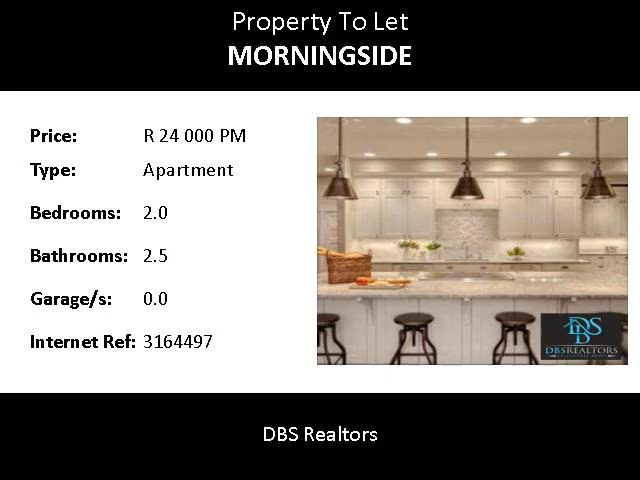 Property To Let
MORNINGSIDE
Price: R 24 000 PM
Type: Apartment
Bedrooms: 2.0
Bathrooms: 2.5
Garage/s: 0.0
Internet Ref: 3164497
DBS
DBSREALTORS
DBS Realtors